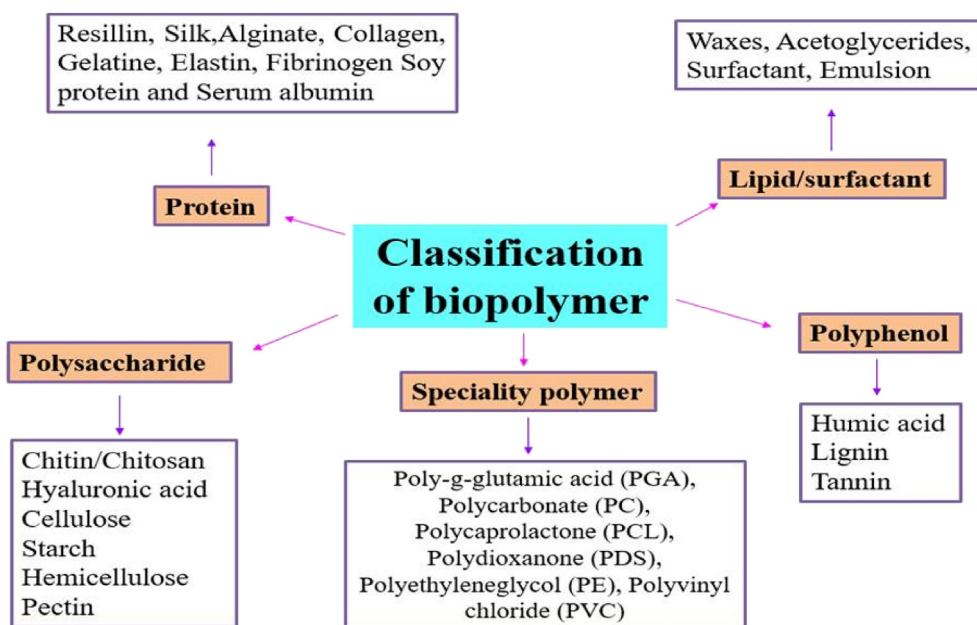 Resillin, Silk,Alginate, Collagen,
Gelatine, Elastin, Fibrinogen Soy
protein and Serum albumin
Waxes, Acetoglycerides,
Surfactant, Emulsion
Protein
Lipid/surfactant
Classification
of biopolymer
Polysaccharide
Speciality polymer
Polyphenol
Chitin/Chitosan
Hyaluronic acid
Cellulose
Starch
Hemicellulose
Pectin
Poly-g-glutamic acid (PGA),
Polycarbonate (PC),
Polycaprolactone (PCL),
Polydioxanone (PDS),
Polyethyleneglycol (PE), Polyvinyl
chloride (PVC)
Humic acid
Lignin
Tannin